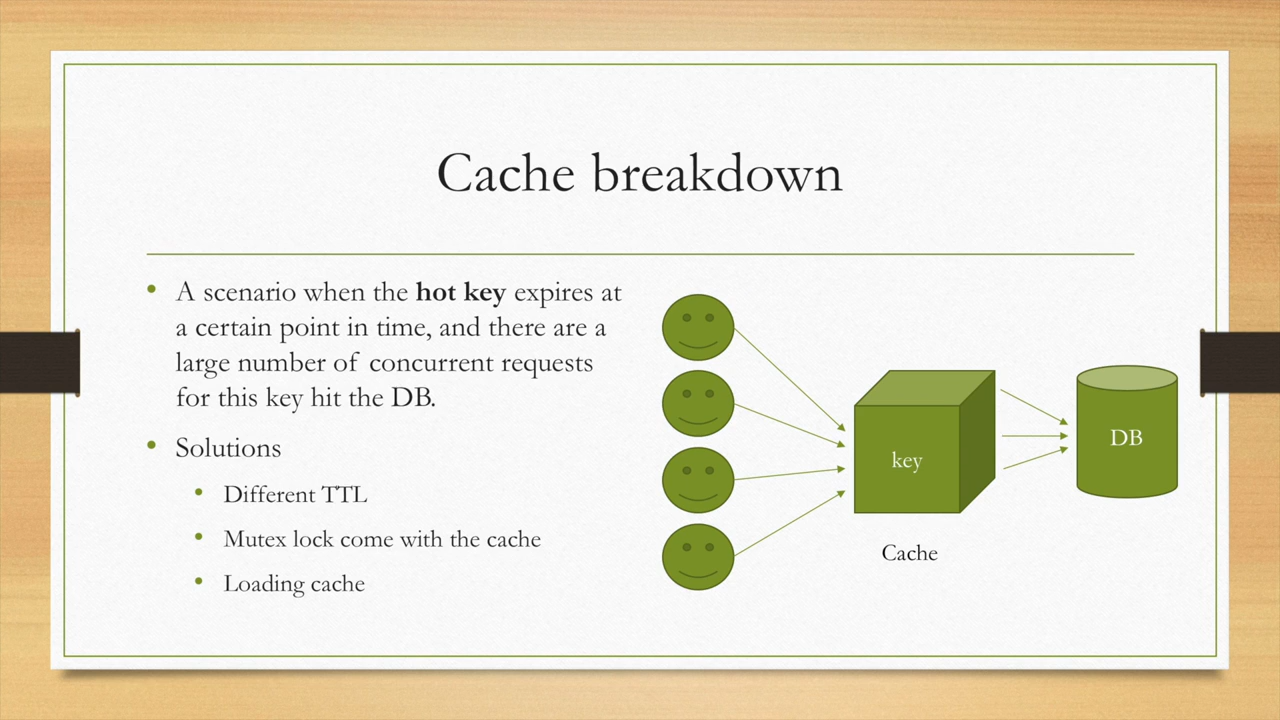 Cache breakdown
A scenario when the hot key expires at
a certain point in time, and there are a
large number of concurrent requests
for this key hit the DB.
Solutions
Different TTL
Mutex lock come with the cache
Loading cache
key
DB
Cache